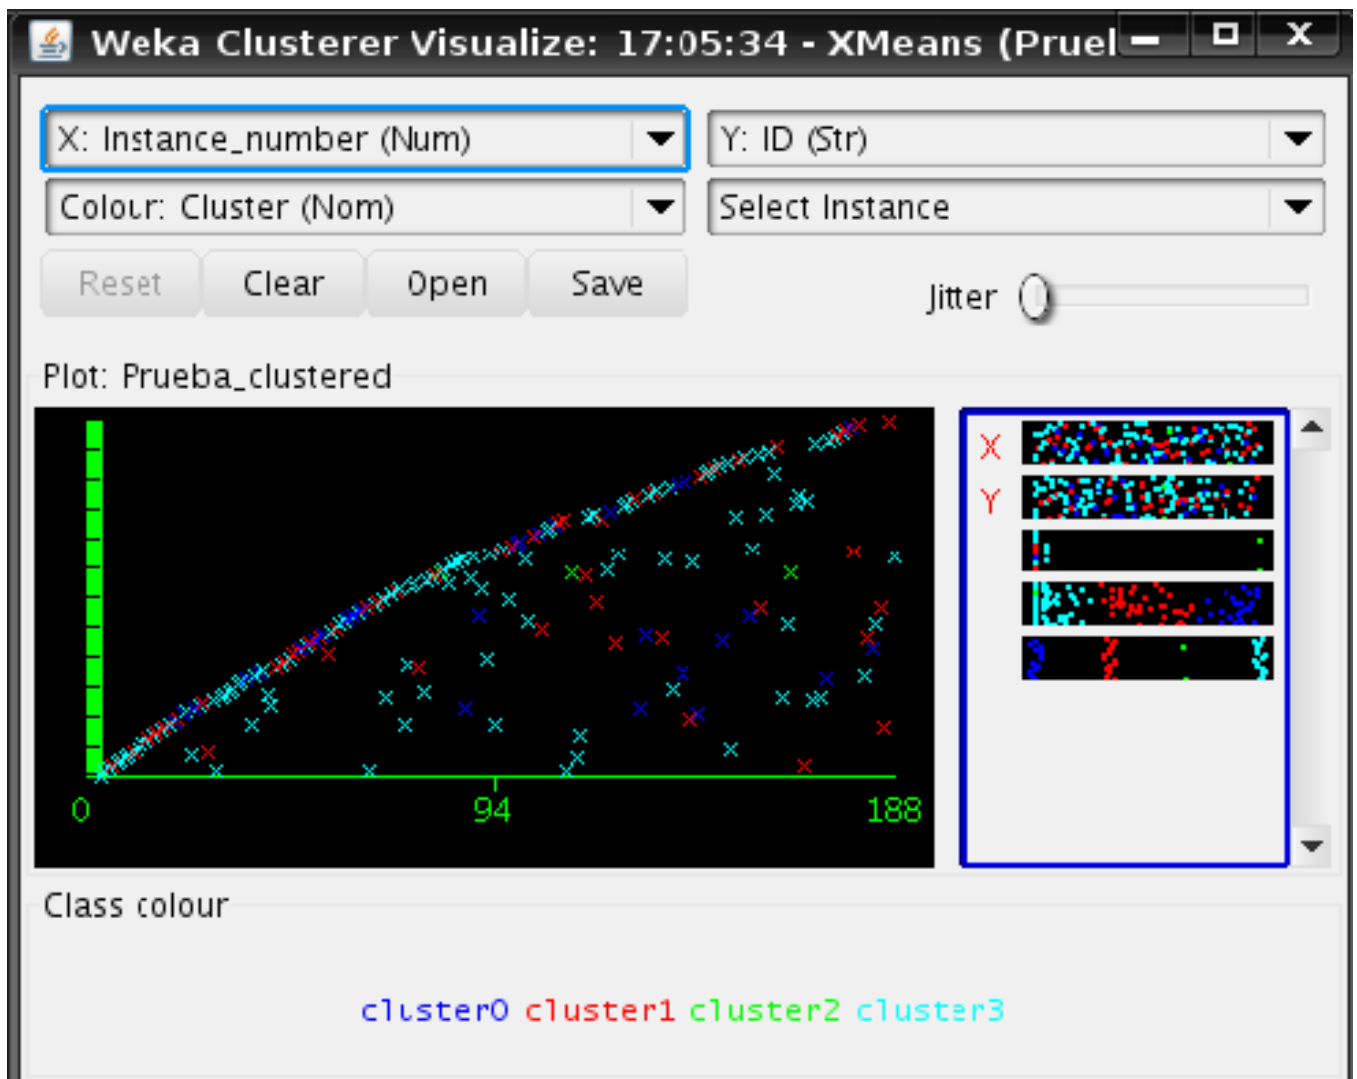 Weka Clusterer Visualize: 17:05:34 - XMeans (Pruel
X: Instance_number (Num)
Y: ID (Str)
Colour: Cluster (Nom)
Select Instance
Reset
Clear
Open
Save
Jitter
Plot: Prueba_clustered
X
Y
0
94
188
Class colour
cluster0 cluster1 cluster2 cluster3